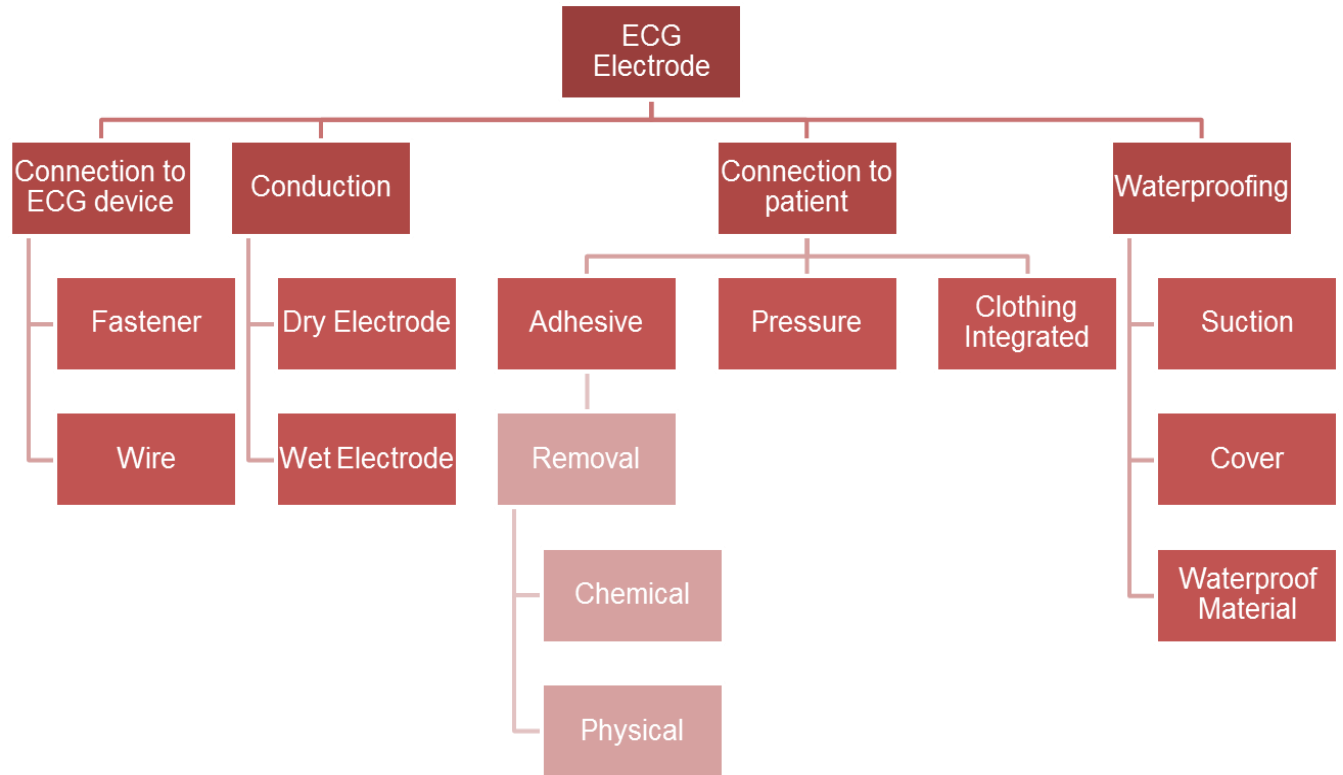 ECG
Electrode
Connection to
ECG device
Conduction
Connection to
patient
Waterproofing
Fastener
Dry Electrode
Adhesive
Pressure
Clothing
Integrated
Suction
Wire
Wet Electrode
Removal
Cover
Chemical
Waterproof
Material
Physical